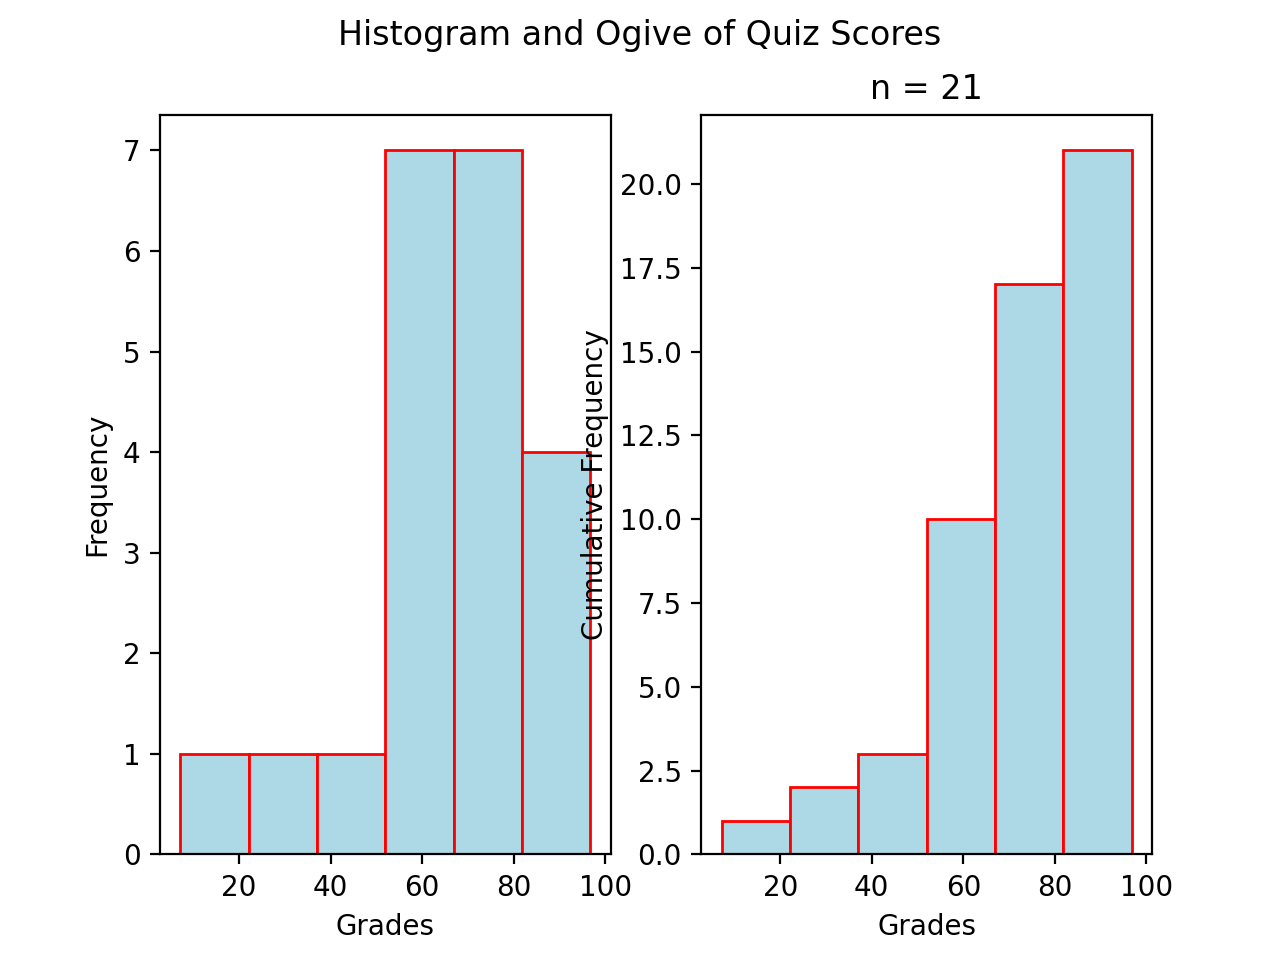 Histogram and Ogive of Quiz Scores
Frequency
7
6
5
4
3
2
1
0
20 40 60 80 100
Grades
n = 21
Cumulative Frequency
20.0
17.5
15.0
12.5
10.0
7.5
5.0
2.5
0.0
20 40 60 80 100
Grades